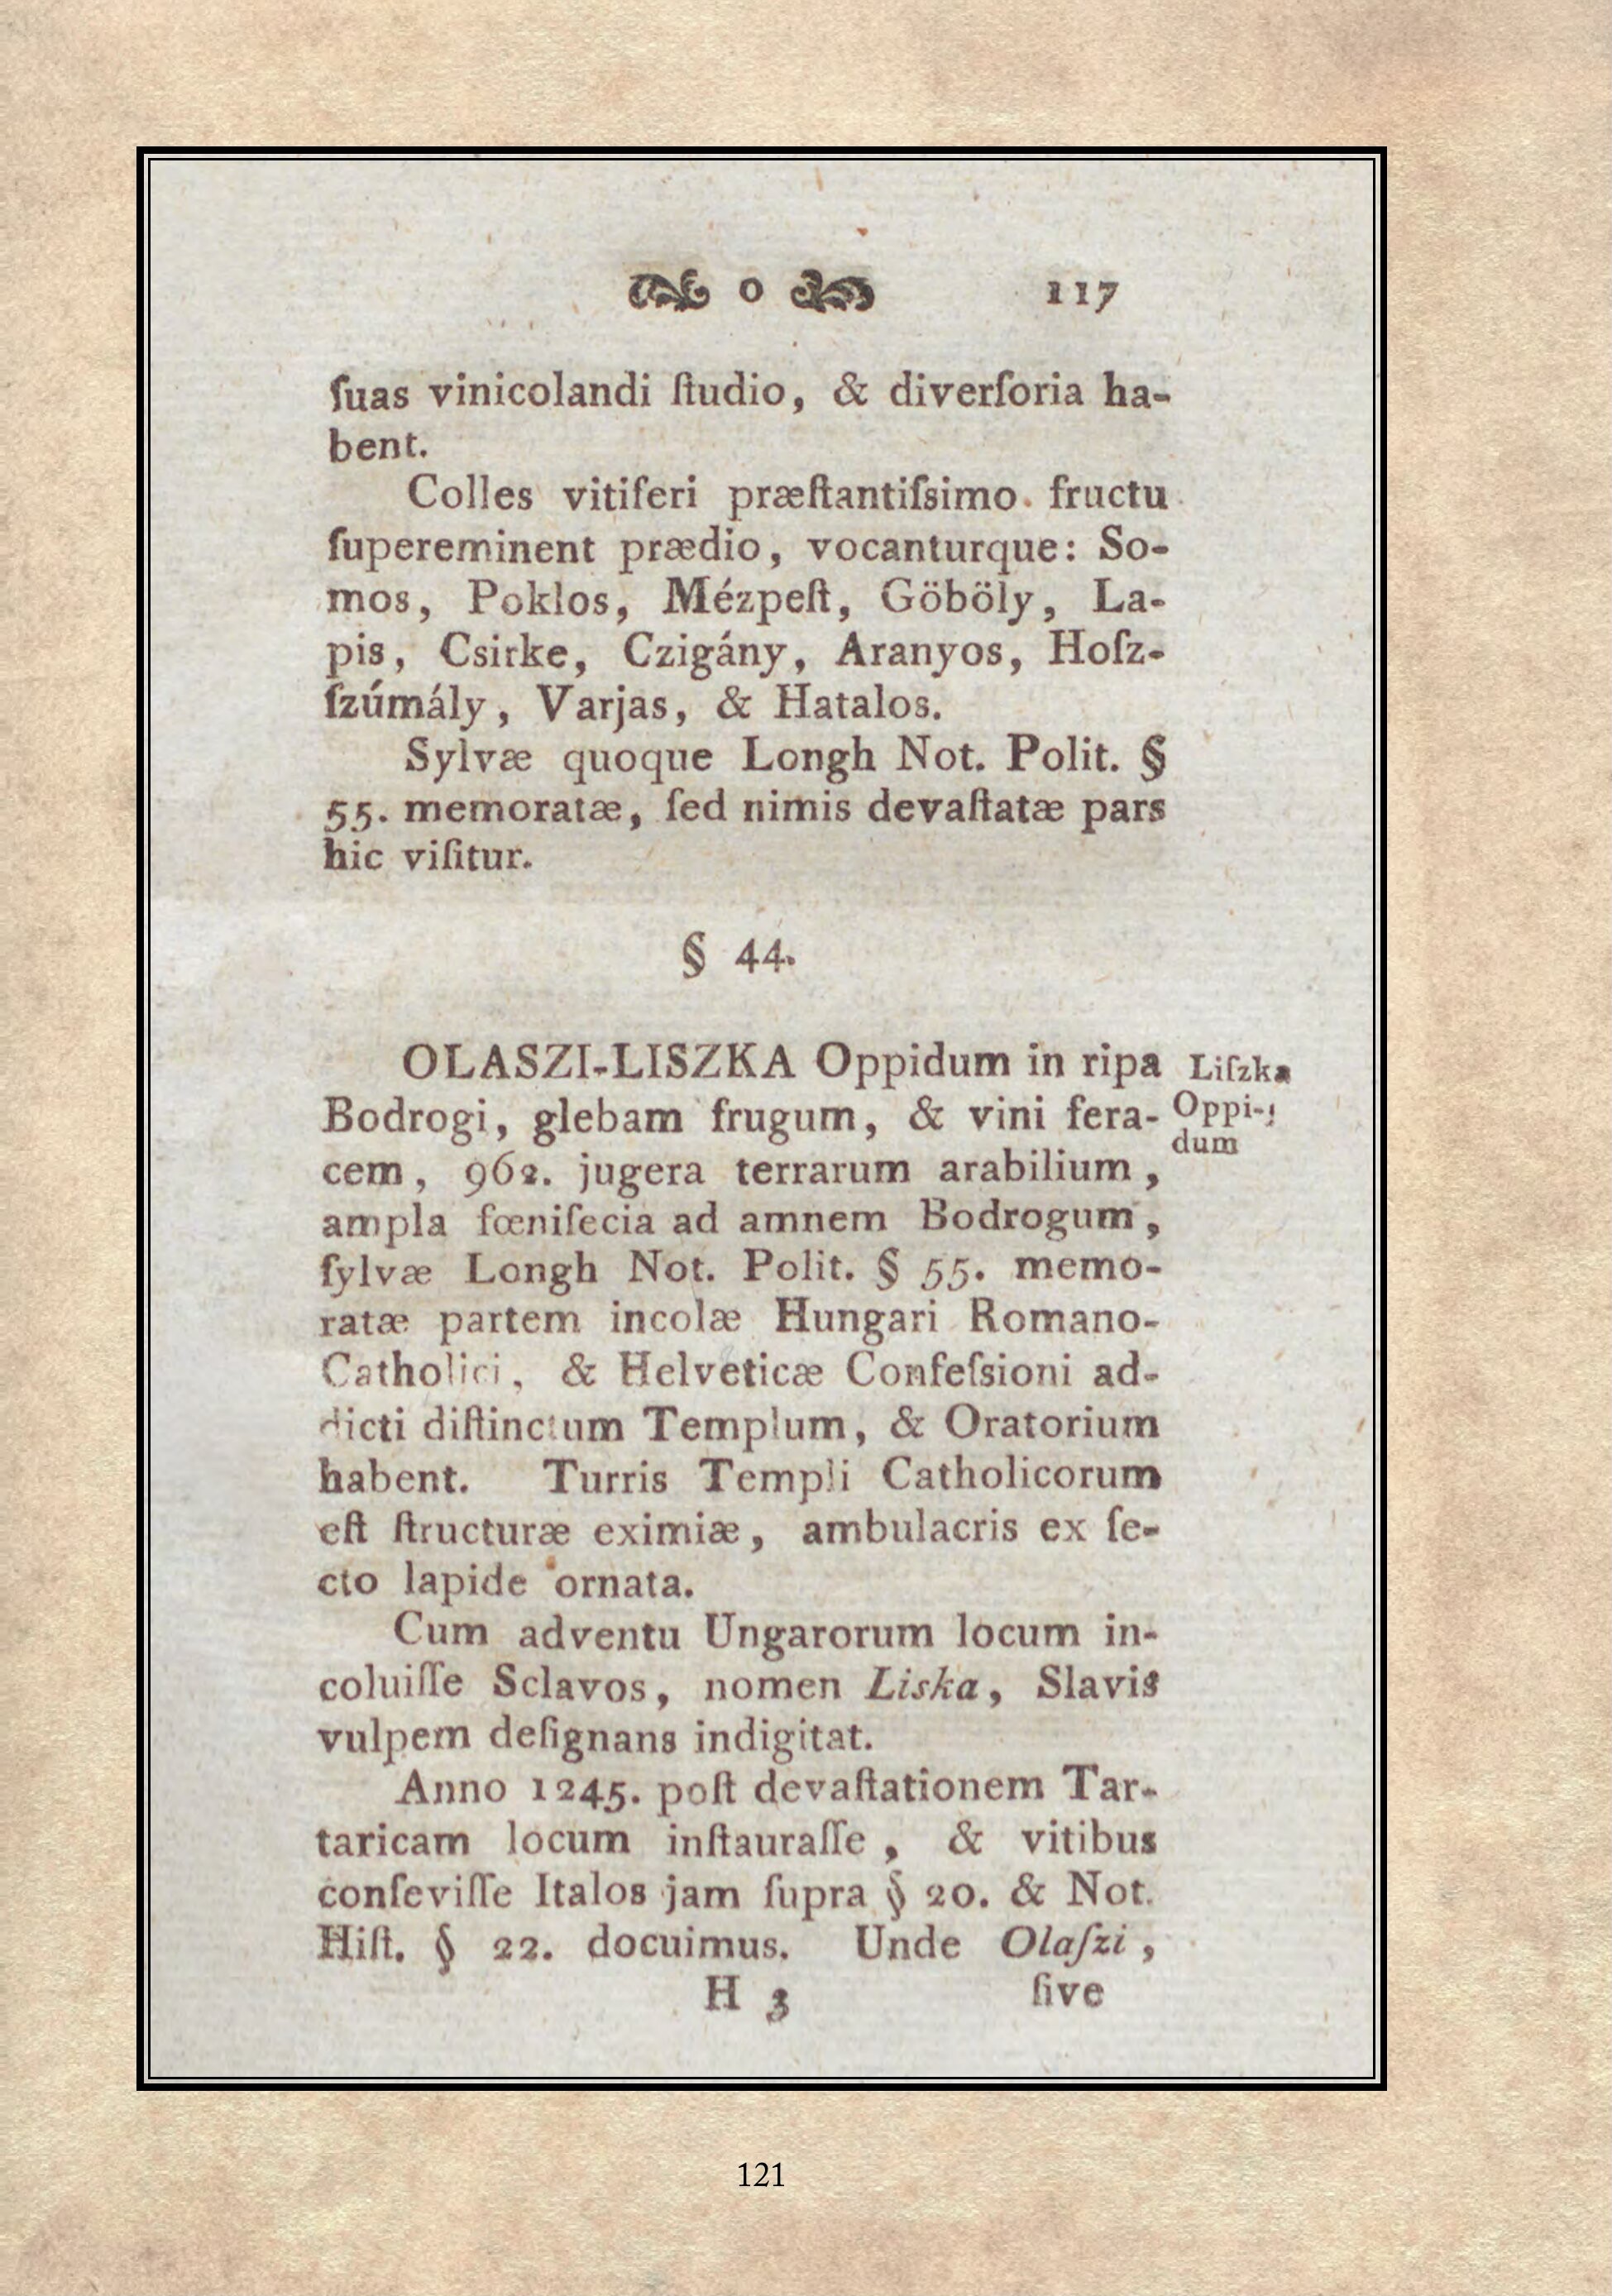 o 117
ſuas vinicolandi ſtudio, & diverſoria ha-
bent.
Colles vitiferi præſtantiſsimo fructu
ſupereminent prædio, vocanturque: So-
mos, Poklos, Mézpeſt, Göböly, La-
pis, Csirke, Czigány, Aranyos, Hoſz-
ſzúmály, Varjas, & Hatalos.
Sylvæ quoque Longh Not. Polit. §
55. memoratæ, ſed nimis devaſtatæ pars
hic viſitur.
§ 44.
OLASZI-LISZKA Oppidum in ripa
Liſzka
Oppi-
dum
Bodrogi, glebam frugum, & vini fera-
cem, 962. jugera terrarum arabilium,
ampla fœniſecia ad amnem Bodrogum,
ſylvæ Longh Not. Polit. § 55. memo-
ratæ partem incolæ Hungari Romano-
Catholici, & Helveticæ Confeſsioni ad-
dicti diſtinctum Templum, & Oratorium
habent. Turris Templi Catholicorum
eſt ſtructuræ eximiæ, ambulacris ex ſe-
cto lapide ornata.
Cum adventu Ungarorum locum in-
coluiſſe Sclavos, nomen Liska, Slavis
vulpem deſignans indigitat.
Anno 1245. poſt devaſtationem Tar-
taricam locum inſtauraſſe, & vitibus
conſeviſſe Italos jam ſupra § 20. & Not.
Hiſt. § 22. docuimus. Unde Olaſzi,
H 3 ſive
121